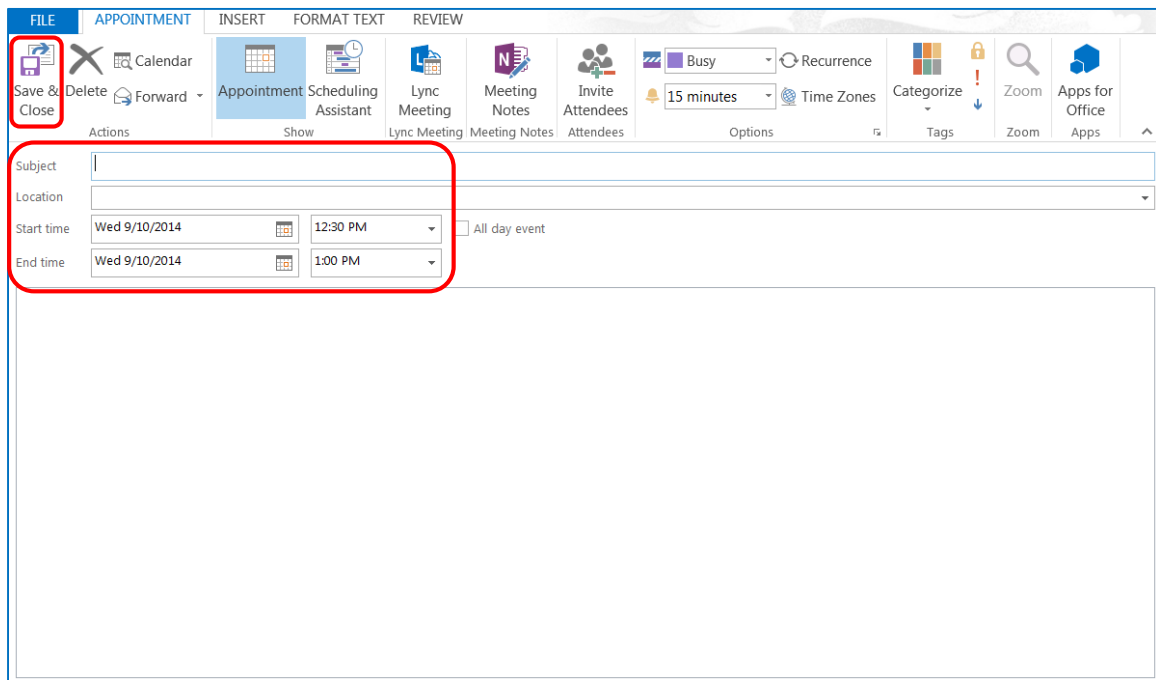 FILE APPOINTMENT INSERT FORMAT TEXT REVIEW
Save & Close
Delete
Calendar
Forward
Actions
Appointment
Scheduling Assistant
Show
Lync Meeting
Lync Meeting
Meeting Notes
Meeting Notes
Invite Attendees
Attendees
Busy
Recurrence
15 minutes
Time Zones
Options
Categorize
Tags
Zoom
Zoom
Apps for Office
Apps
Subject
Location
Start time Wed 9/10/2014 12:30 PM All day event
End time Wed 9/10/2014 1:00 PM